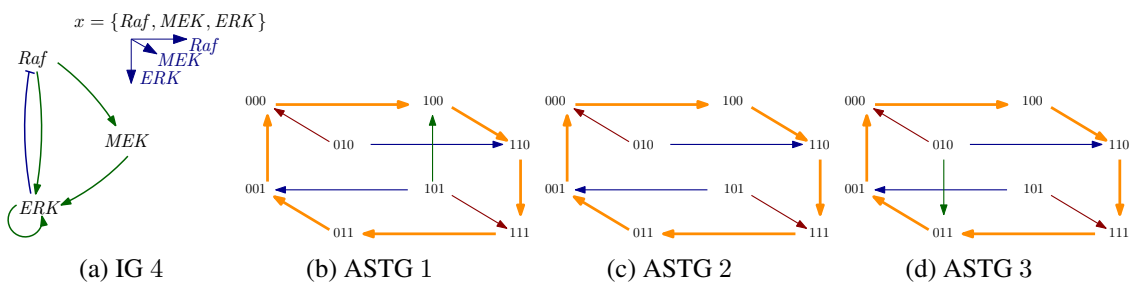 x = {Raf, MEK, ERK}
Raf
MEK
ERK
Raf
MEK
ERK
000
100
010
110
001
101
011
111
000
100
010
110
001
101
011
111
000
100
010
110
001
101
011
111
(a) IG 4
(b) ASTG 1
(c) ASTG 2
(d) ASTG 3